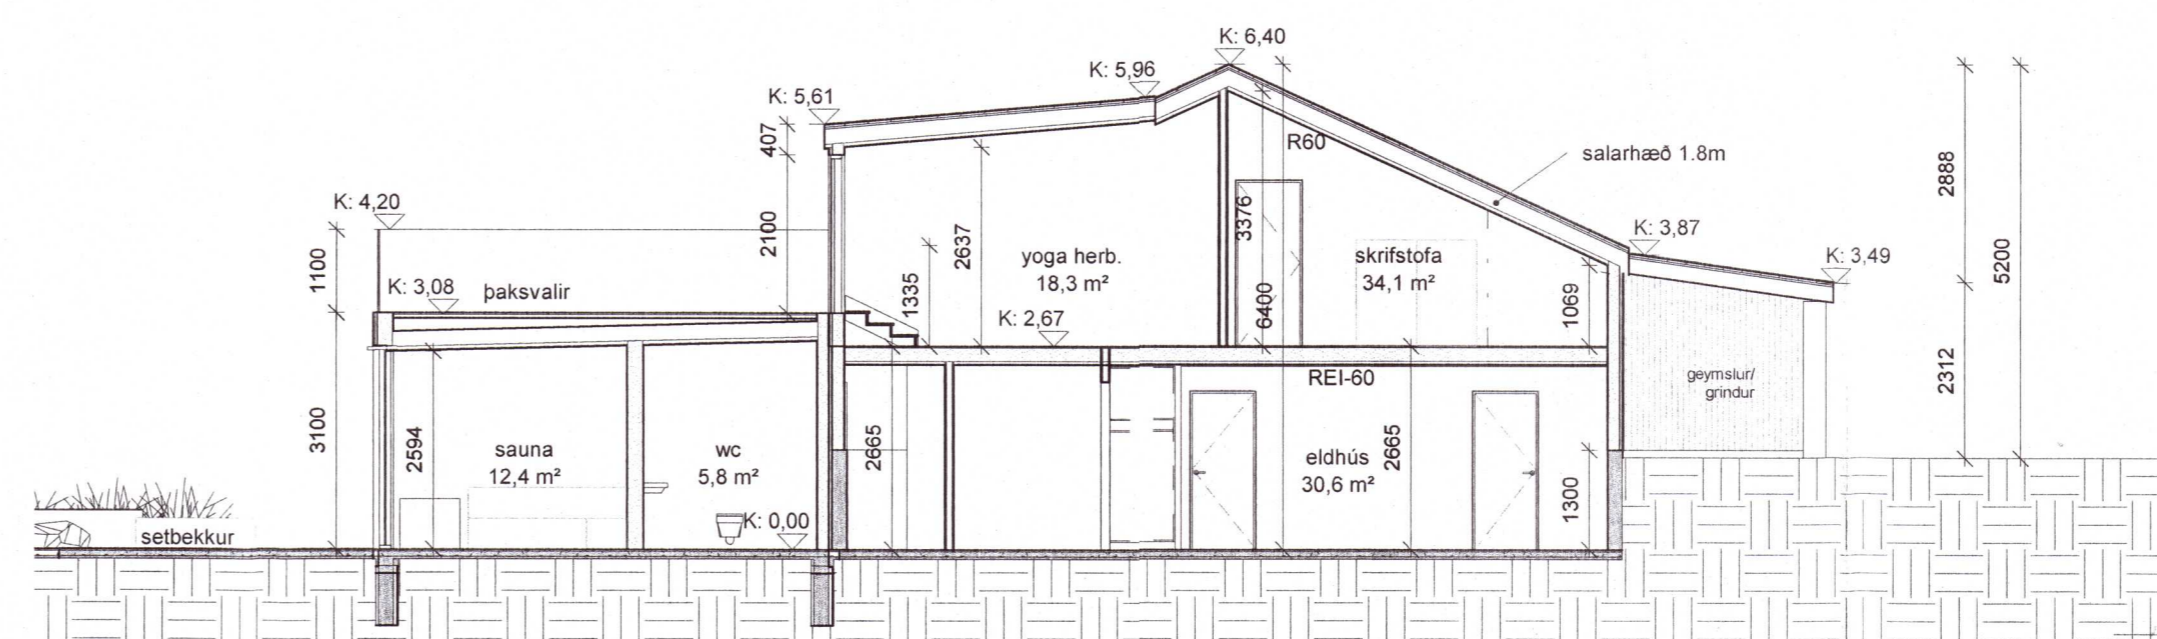 K: 6,40
K: 5,96
K: 5,61
407
R60
salarhæð 1.8m
2888
K: 4,20
2100
2637
3376
K: 3,87
5200
1100
yoga herb.
18,3 m²
skrifstofa
34,1 m²
K: 3,49
K: 3,08
þaksvalir
1335
6400
1069
K: 2,67
2312
REI-60
geymslur/
grindur
3100
2594
sauna
12,4 m²
wc
5,8 m²
2665
eldhús
30,6 m²
2665
1300
K: 0,00
setbekkur